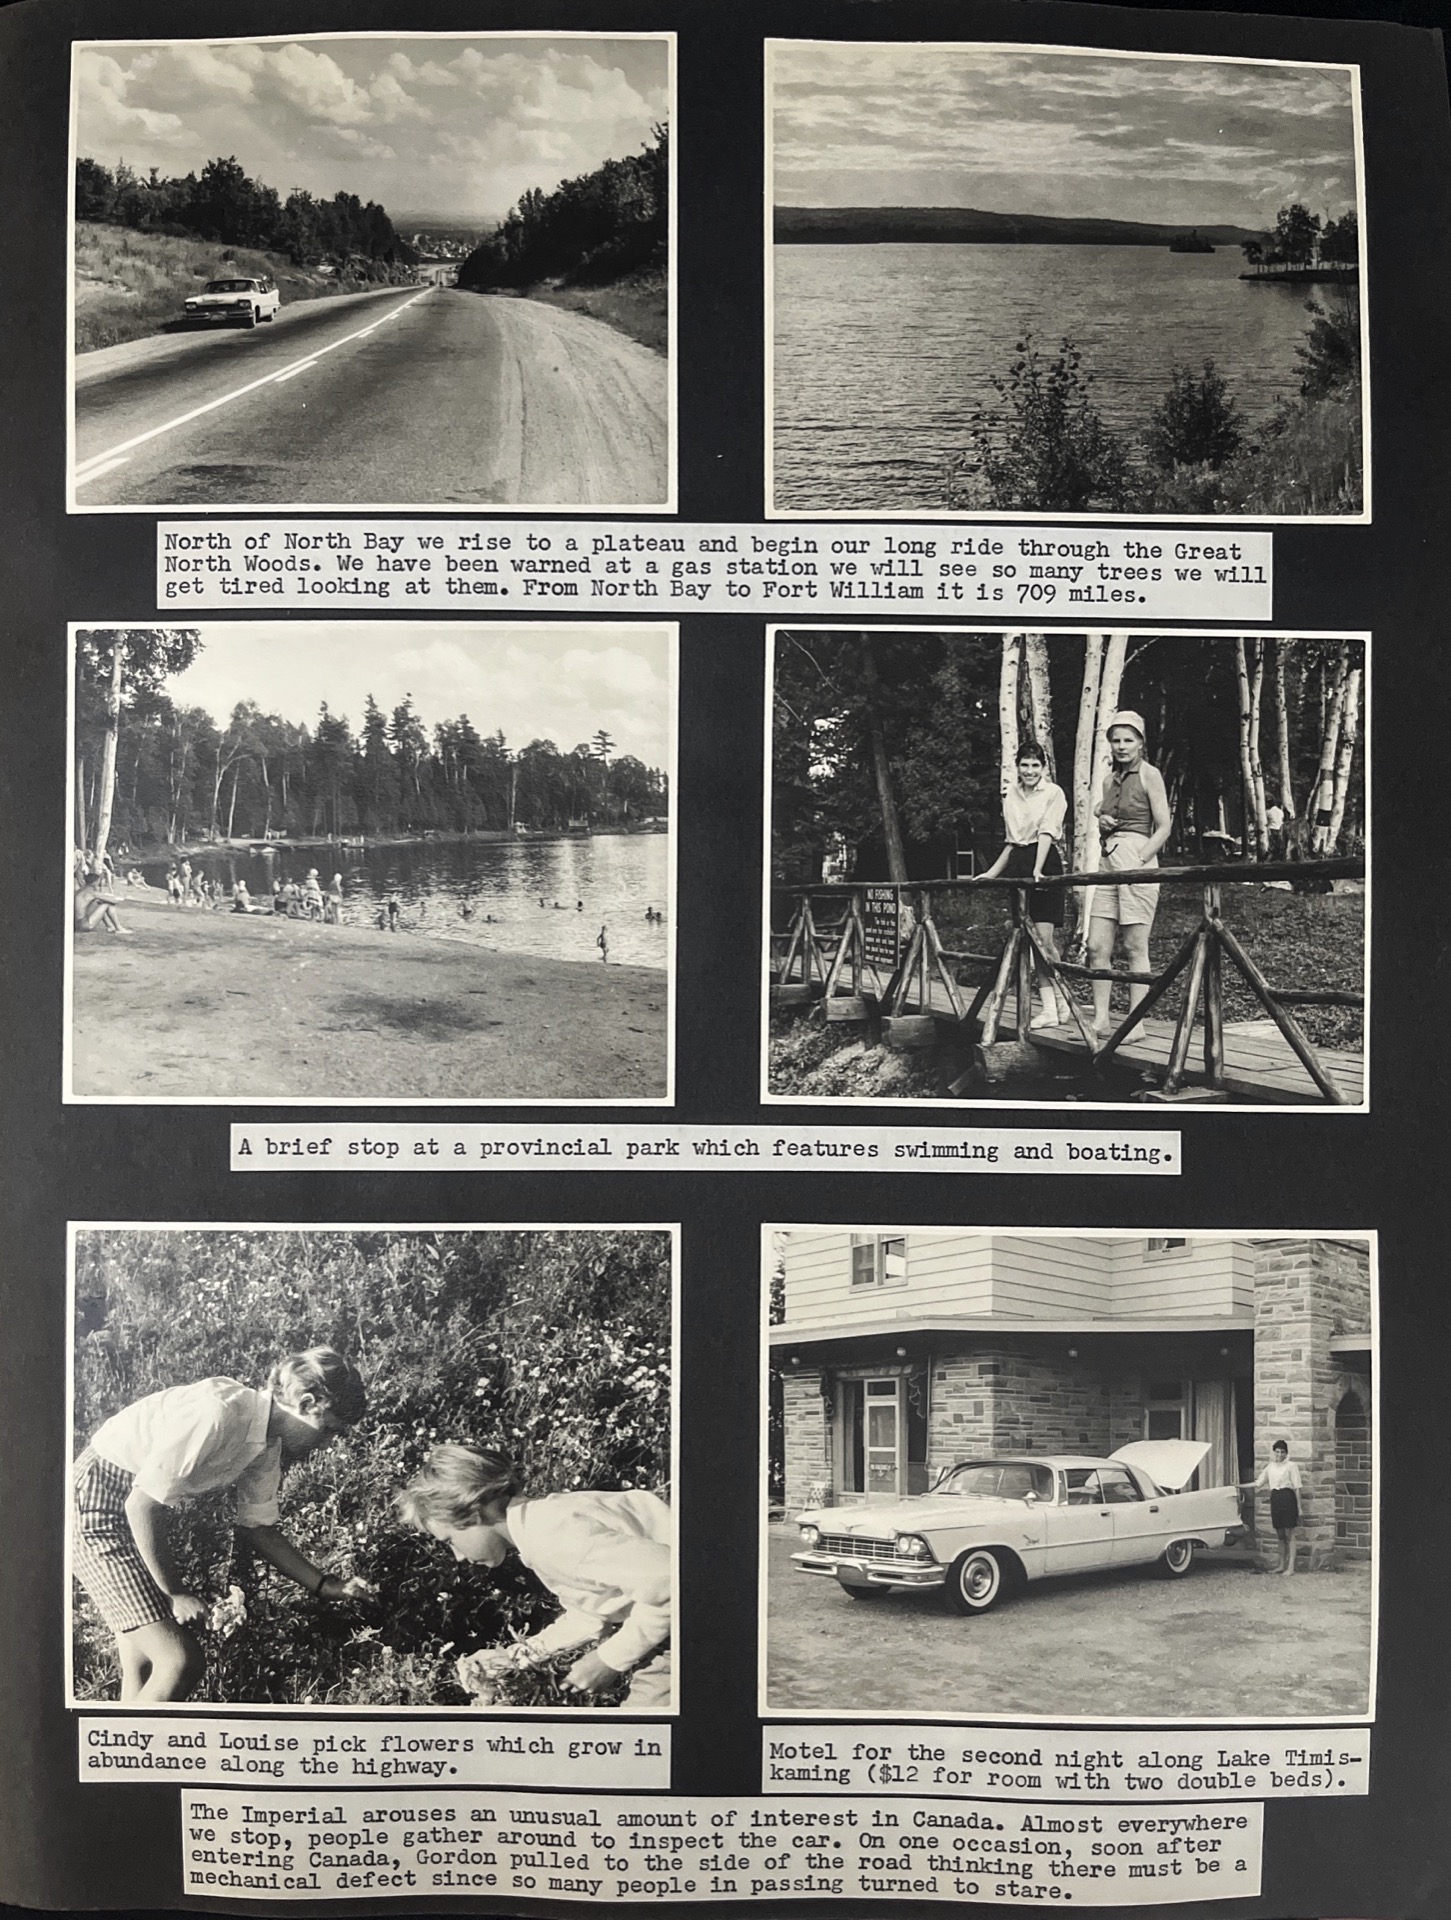 North of North Bay we rise to a plateau and begin our long ride through the Great
North Woods. We have been warned at a gas station we will see so many trees we will
get tired looking at them. From North Bay to Fort William it is 709 miles.
NO FISHING
IN THIS POND
A brief stop at a provincial park which features swimming and boating.
Cindy and Louise pick flowers which grow in
abundance along the highway.
Motel for the second night along Lake Timis-
kaming ($12 for room with two double beds).
The Imperial arouses an unusual amount of interest in Canada. Almost everywhere
we stop, people gather around to inspect the car. On one occasion, soon after
entering Canada, Gordon pulled to the side of the road thinking there must be a
mechanical defect since so many people in passing turned to stare.